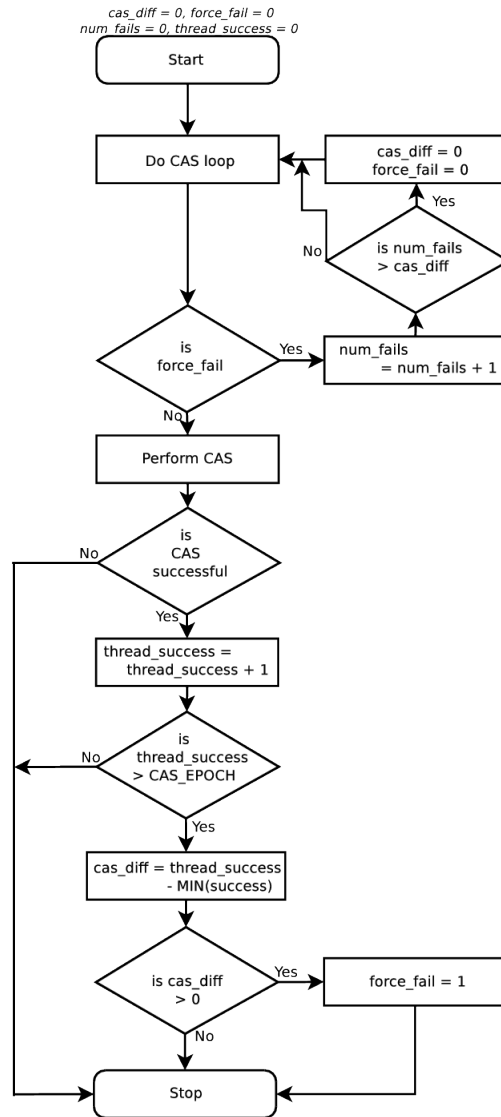 cas_diff = 0, force_fail = 0
num_fails = 0, thread_success = 0
Start
Do CAS loop
cas_diff = 0
force_fail = 0
Yes
No
is num_fails
> cas_diff
is
force_fail
Yes
num_fails
= num_fails + 1
No
Perform CAS
is
CAS
successful
No
Yes
thread_success =
thread_success + 1
is
thread_success
> CAS_EPOCH
No
Yes
cas_diff = thread_success
- MIN(success)
is cas_diff
> 0
Yes
force_fail = 1
No
Stop